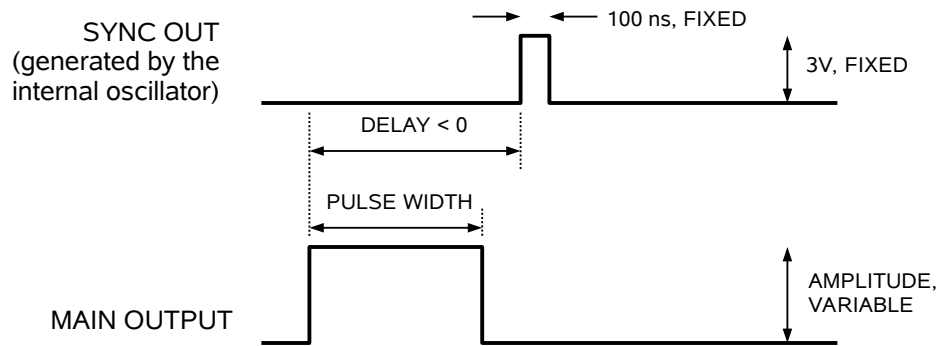 100 ns, FIXED
SYNC OUT
(generated by the
internal oscillator)
3V, FIXED
DELAY < 0
PULSE WIDTH
AMPLITUDE,
VARIABLE
MAIN OUTPUT